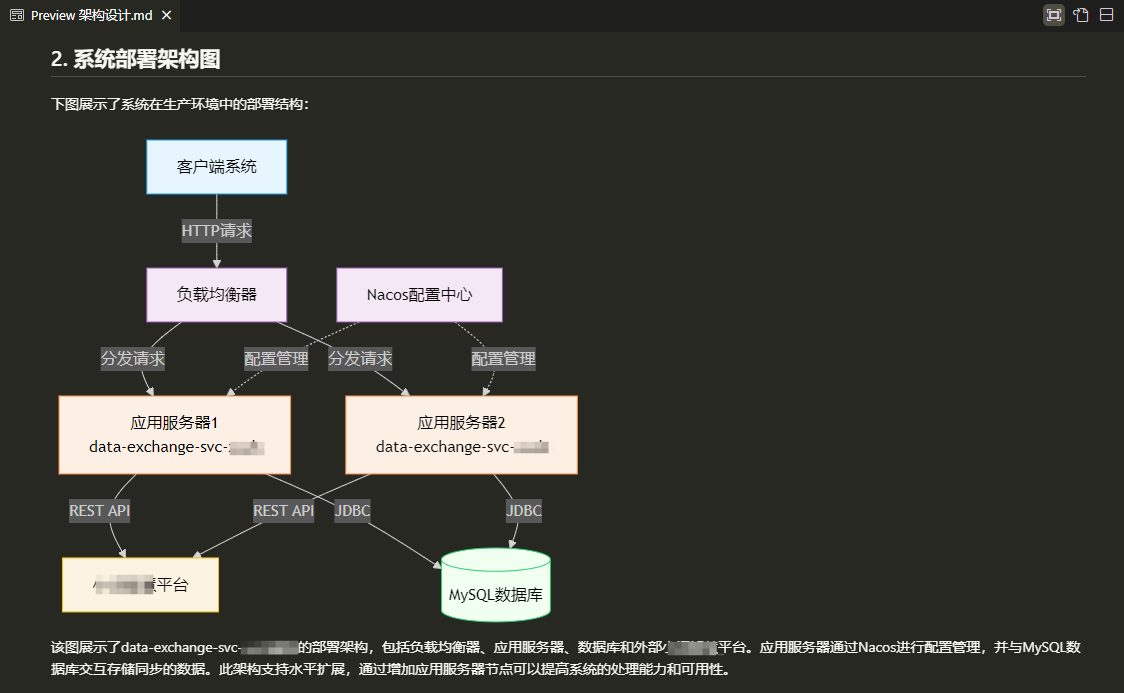 Preview 架构设计.md
2. 系统部署架构图
下图展示了系统在生产环境中的部署结构：
客户端系统
HTTP请求
负载均衡器
Nacos配置中心
分发请求
配置管理
分发请求
配置管理
应用服务器1
data-exchange-svc-
应用服务器2
data-exchange-svc-
REST API
REST API
JDBC
JDBC
平台
MySQL数据库
该图展示了data-exchange-svc-的部署架构，包括负载均衡器、应用服务器、数据库和外部平台。应用服务器通过Nacos进行配置管理，并与MySQL数
据库交互存储同步的数据。此架构支持水平扩展，通过增加应用服务器节点可以提高系统的处理能力和可用性。